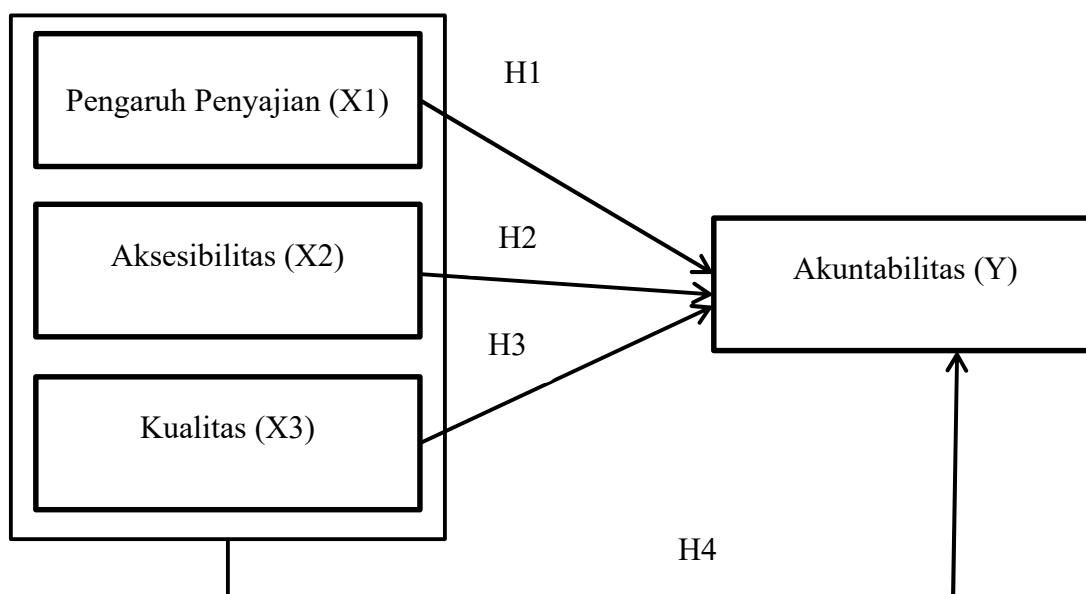 H1
Pengaruh Penyajian (X1)
H2
Aksesibilitas (X2)
Akuntabilitas (Y)
H3
Kualitas (X3)
H4